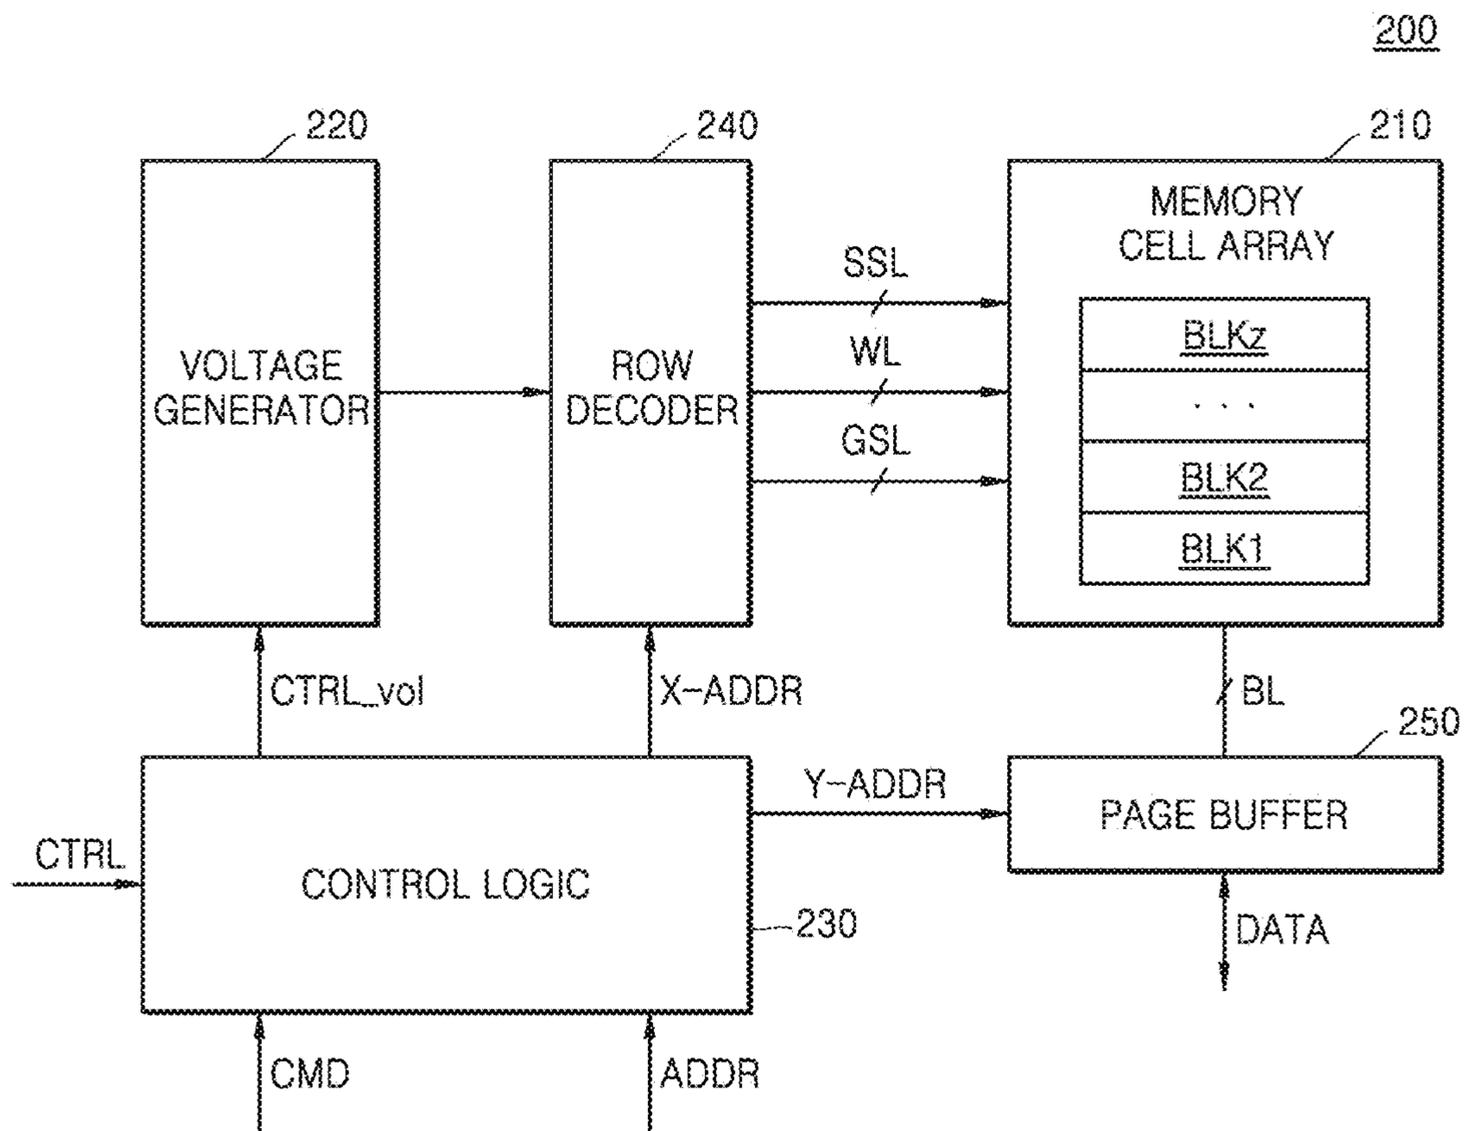 200
220
240
210
MEMORY
CELL ARRAY
SSL
BLKz
VOLTAGE
GENERATOR
ROW
DECODER
WL
. . .
GSL
BLK2
BLK1
CTRL_vol
X-ADDR
BL
250
Y-ADDR
PAGE BUFFER
CTRL
CONTROL LOGIC
230
DATA
CMD
ADDR